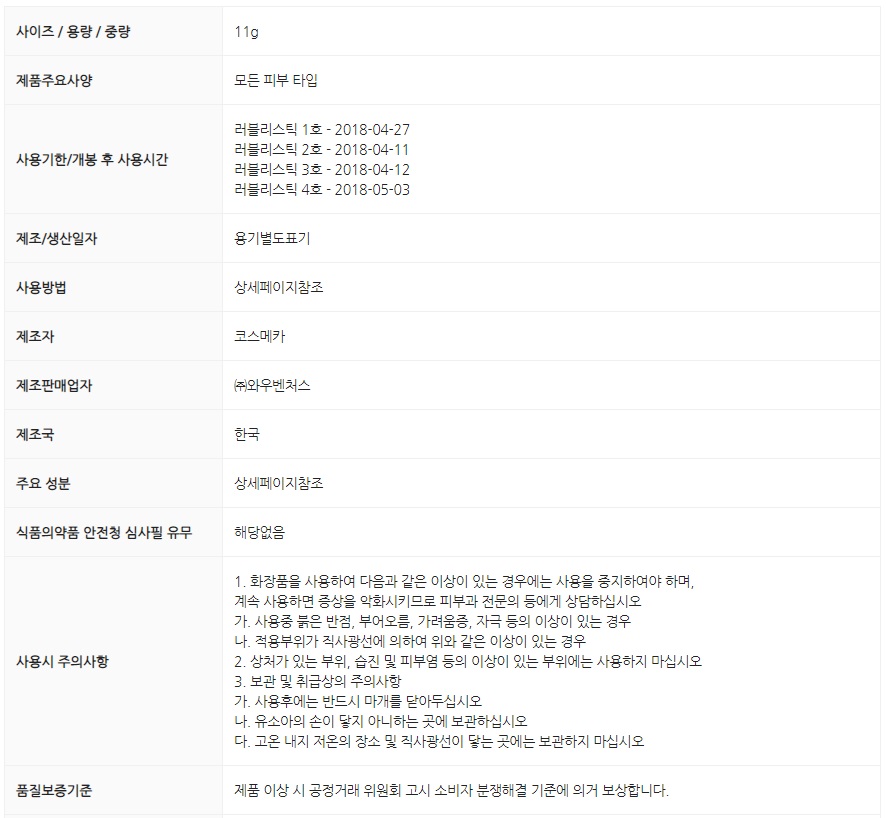 사이즈 / 용량 / 중량
11g
제품주요사양
모든 피부 타입
사용기한/개봉 후 사용시간
러블리스틱 1호 - 2018-04-27
러블리스틱 2호 - 2018-04-11
러블리스틱 3호 - 2018-04-12
러블리스틱 4호 - 2018-05-03
제조/생산일자
용기별도표기
사용방법
상세페이지참조
제조자
코스메카
제조판매업자
㈜와우벤처스
제조국
한국
주요 성분
상세페이지참조
식품의약품 안전청 심사필 유무
해당없음
사용시 주의사항
1. 화장품을 사용하여 다음과 같은 이상이 있는 경우에는 사용을 중지하여야 하며,
계속 사용하면 증상을 악화시키므로 피부과 전문의 등에게 상담하십시오
가. 사용중 붉은 반점, 부어오름, 가려움증, 자극 등의 이상이 있는 경우
나. 적용부위가 직사광선에 의하여 위와 같은 이상이 있는 경우
2. 상처가 있는 부위, 습진 및 피부염 등의 이상이 있는 부위에는 사용하지 마십시오
3. 보관 및 취급상의 주의사항
가. 사용후에는 반드시 마개를 닫아두십시오
나. 유소아의 손이 닿지 아니하는 곳에 보관하십시오
다. 고온 내지 저온의 장소 및 직사광선이 닿는 곳에는 보관하지 마십시오
품질보증기준
제품 이상 시 공정거래 위원회 고시 소비자 분쟁해결 기준에 의거 보상합니다.